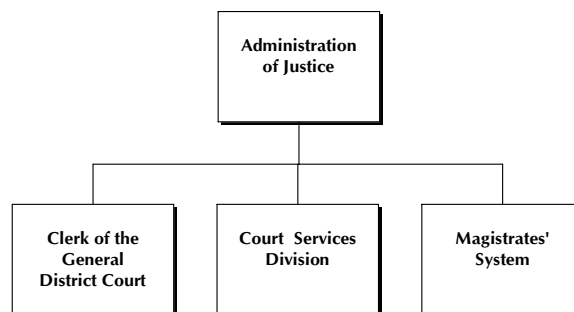 Administration
of Justice
Clerk of the
General
District Court
Court Services
Division
Magistrates'
System